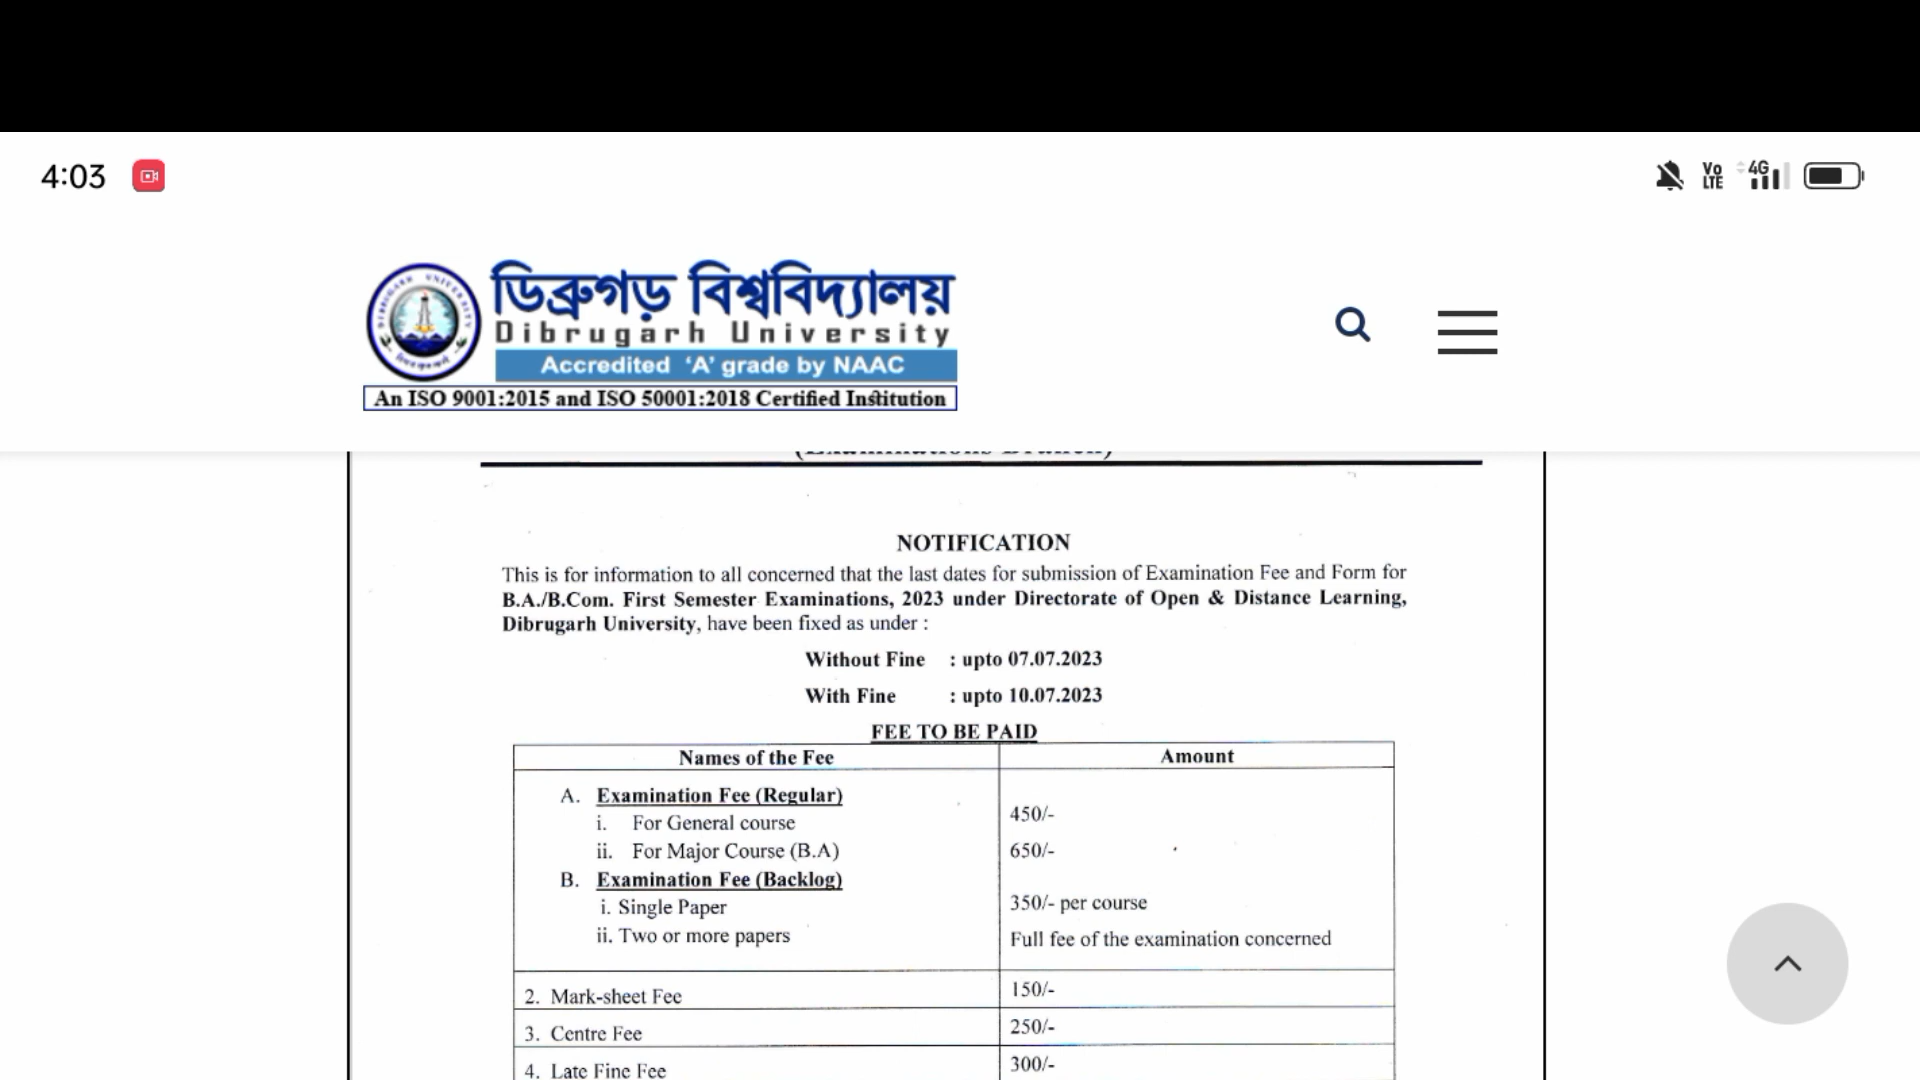 4:03
Vo LTE 4G
ডিব্ৰুগড় বিশ্ববিদ্যালয়
Dibrugarh University
Accredited ‘A’ grade by NAAC
An ISO 9001:2015 and ISO 50001:2018 Certified Institution
(Examinations Branch)
NOTIFICATION
This is for information to all concerned that the last dates for submission of Examination Fee and Form for
B.A./B.Com. First Semester Examinations, 2023 under Directorate of Open & Distance Learning,
Dibrugarh University, have been fixed as under :
Without Fine : upto 07.07.2023
With Fine : upto 10.07.2023
FEE TO BE PAID
Names of the Fee Amount
A. Examination Fee (Regular)
i. For General course 450/-
ii. For Major Course (B.A) 650/-
B. Examination Fee (Backlog)
i. Single Paper 350/- per course
ii. Two or more papers Full fee of the examination concerned
2. Mark-sheet Fee 150/-
3. Centre Fee 250/-
4. Late Fine Fee 300/-